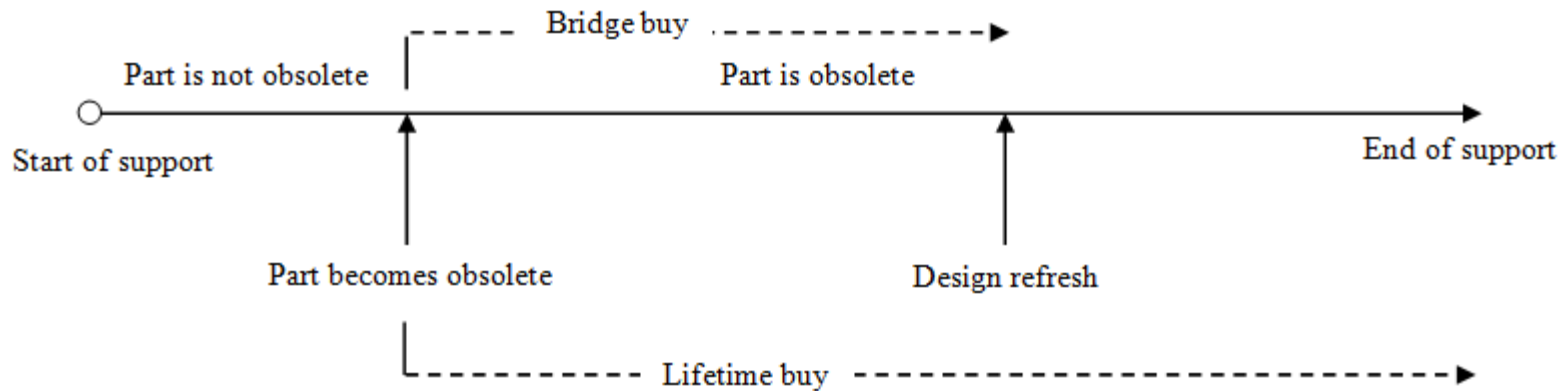 Bridge buy
Part is not obsolete
Part is obsolete
Start of support
End of support
Part becomes obsolete
Design refresh
Lifetime buy